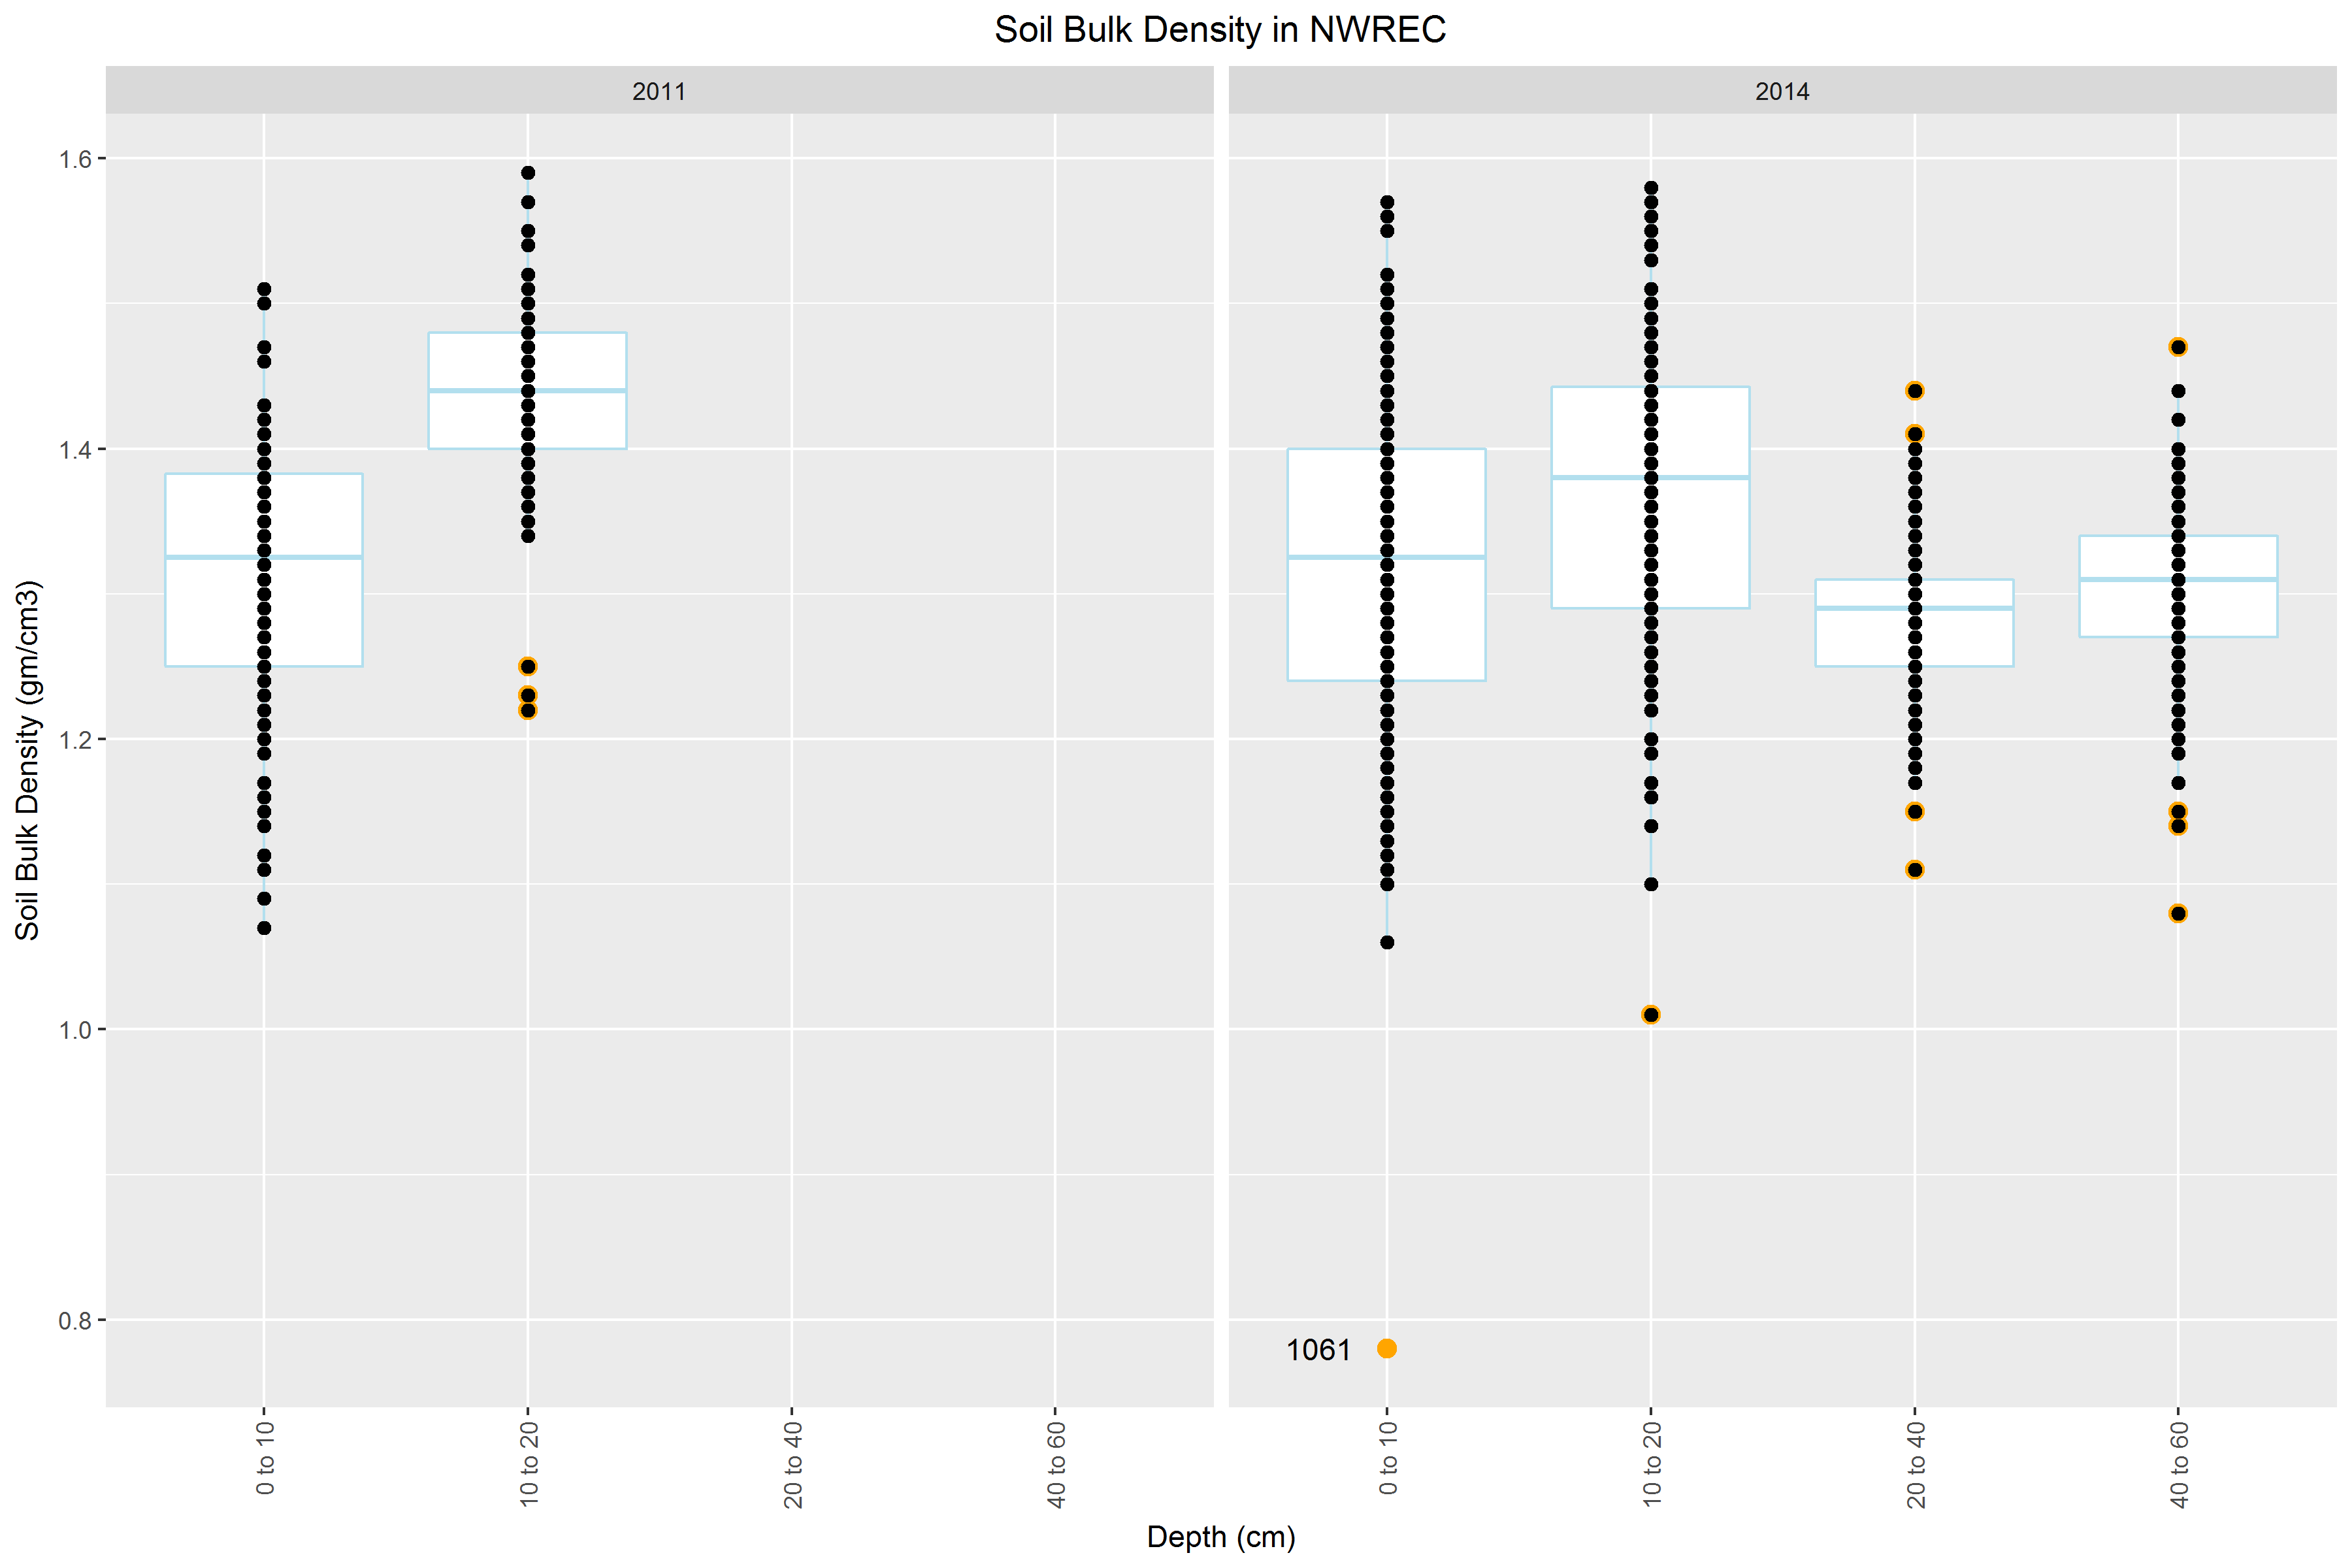 Soil Bulk Density in NWREC
2011
2014
Soil Bulk Density (gm/cm3)
1.6
1.4
1.2
1.0
0.8
1061
0 to 10
10 to 20
20 to 40
40 to 60
0 to 10
10 to 20
20 to 40
40 to 60
Depth (cm)